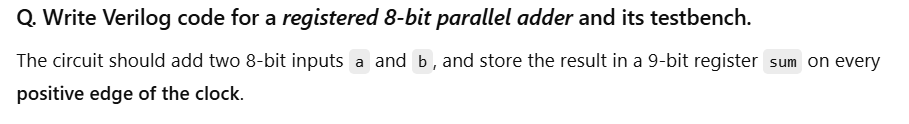 Q. Write Verilog code for a registered 8-bit parallel adder and its testbench.
The circuit should add two 8-bit inputs a and b, and store the result in a 9-bit register sum on every
positive edge of the clock.